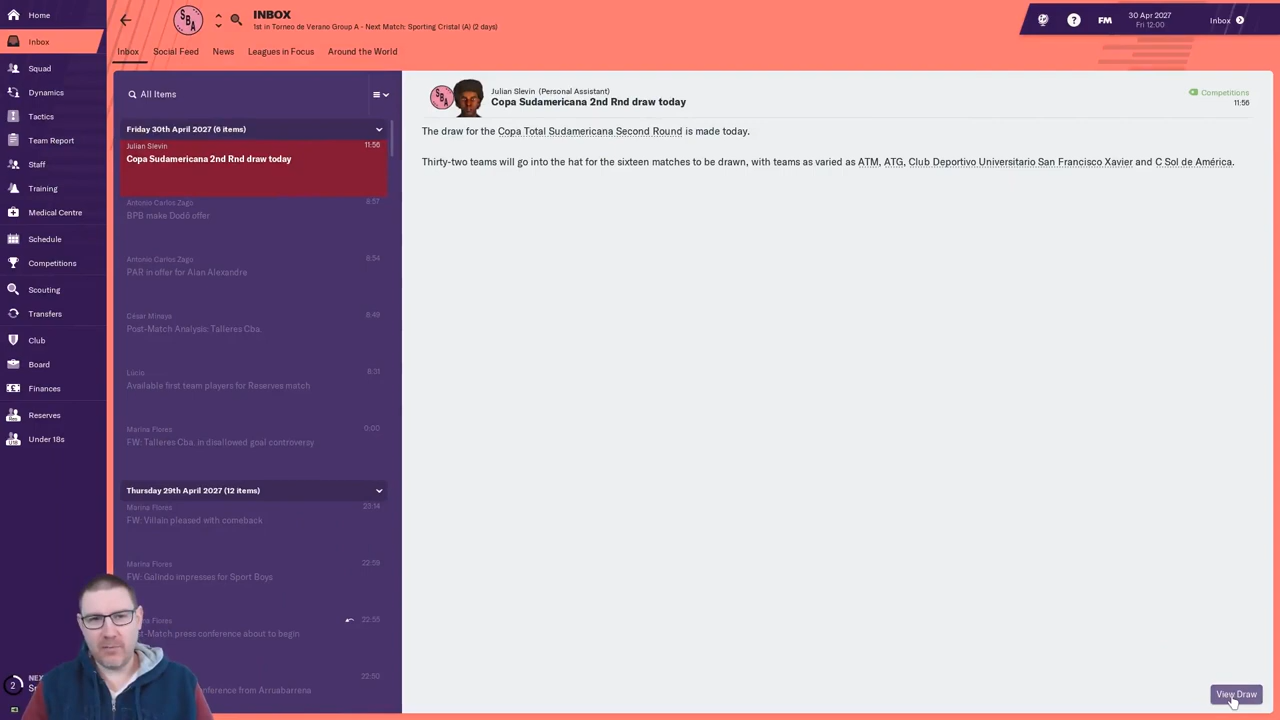 Home
Inbox
Squad
Dynamics
Tactics
Team Report
Staff
Training
Medical Centre
Schedule
Competitions
Scouting
Transfers
Club
Board
Finances
Reserves
Under 18s
SBA
INBOX
1st in Torneo de Verano Group A - Next Match: Sporting Cristal (A) (2 days)
FM
30 Apr 2027
Fri 12:00
Inbox
Inbox Social Feed News Leagues in Focus Around the World
All Items
Friday 30th April 2027 (6 items)
Julian Slevin 11:56
Copa Sudamericana 2nd Rnd draw today
Antonio Carlos Zago 8:57
BPB make Dodô offer
Antonio Carlos Zago 8:54
PAR in offer for Alan Alexandre
César Minaya 8:49
Post-Match Analysis: Talleres Cba.
Lúcio 8:31
Available first team players for Reserves match
Marina Flores 0:00
FW: Talleres Cba. in disallowed goal controversy
Thursday 29th April 2027 (12 items)
Marina Flores 23:14
FW: Villain pleased with comeback
Marina Flores 22:59
FW: Galindo impresses for Sport Boys
Flores 22:55
st-Match press conference about to begin
22:50
nference from Arruabarrena
SBA
Julian Slevin (Personal Assistant)
Copa Sudamericana 2nd Rnd draw today
Competitions
11:56
The draw for the Copa Total Sudamericana Second Round is made today.
Thirty-two teams will go into the hat for the sixteen matches to be drawn, with teams as varied as ATM, ATG, Club Deportivo Universitario San Francisco Xavier and C Sol de América.
View Draw
2
NEX